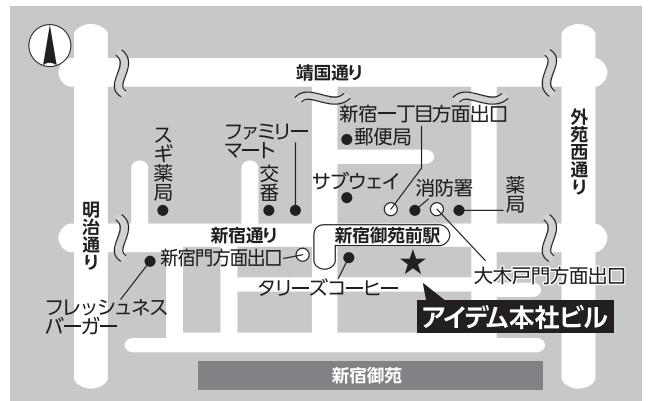 靖国通り
新宿一丁目方面出口
ファミリー
マート
郵便局
スギ薬局
交番
サブウェイ
消防署
薬局
外苑西通り
明治通り
新宿通り
新宿御苑前駅
新宿門方面出口
大木戸門方面出口
タリーズコーヒー
フレッシュネス
バーガー
アイデム本社ビル
新宿御苑